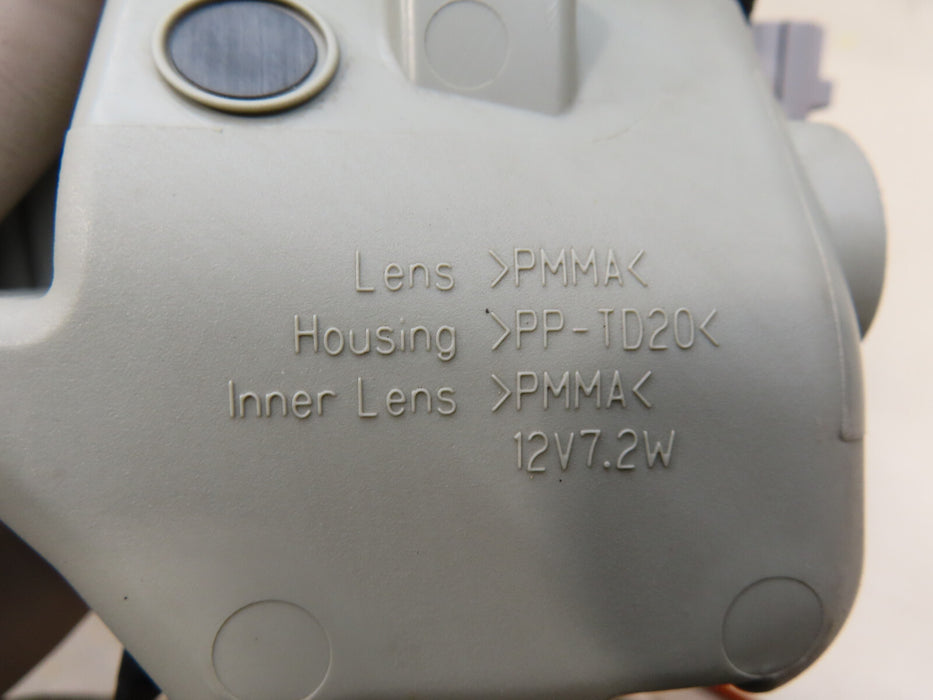 Lens >PMMA<
Housing >PP-TD20<
Inner Lens >PMMA<
12V7.2W